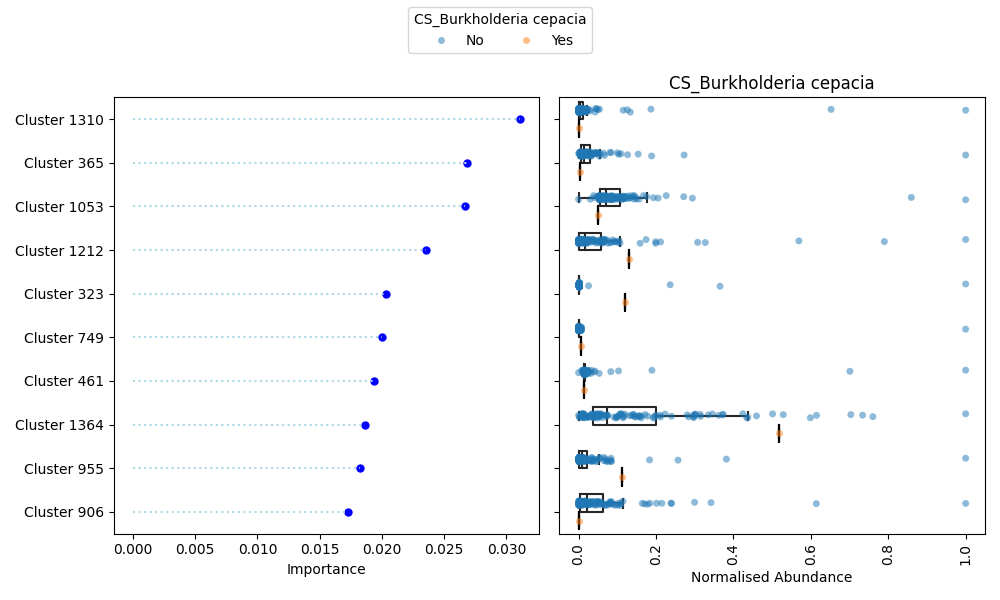 CS_Burkholderia cepacia
No Yes
CS_Burkholderia cepacia
Cluster 1310
Cluster 365
Cluster 1053
Cluster 1212
Cluster 323
Cluster 749
Cluster 461
Cluster 1364
Cluster 955
Cluster 906
0.000 0.005 0.010 0.015 0.020 0.025 0.030
Importance
0.0 0.2 0.4 0.6 0.8 1.0
Normalised Abundance